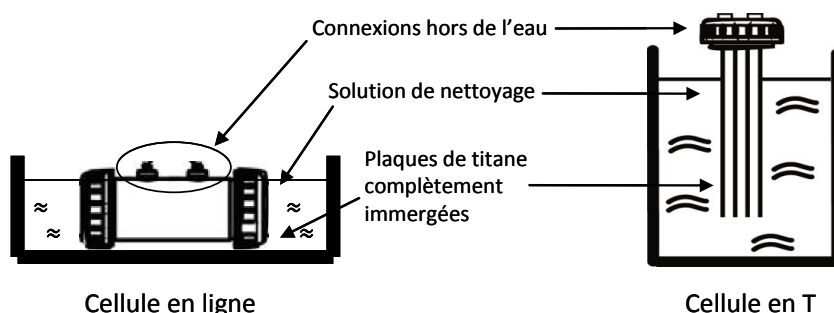 Connexions hors de l’eau
Solution de nettoyage
Plaques de titane
complètement
immergées
Cellule en ligne
Cellule en T